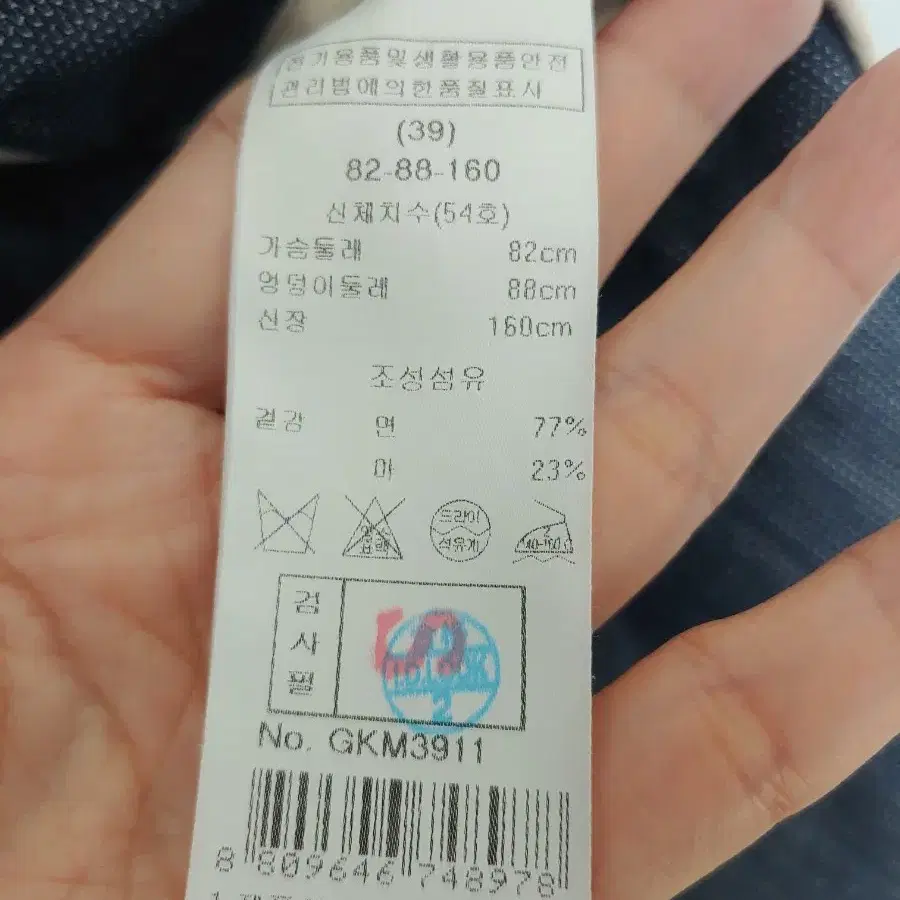 전기용품및생활용품안전
관리법에의한품질표시
(39)
82-88-160
신체치수(54호)
가슴둘레 82cm
엉덩이둘레 88cm
신장 160cm
조성섬유
겉감 면 77%
마 23%
드라이
석유계
검사필
No. GKM3911
8 809646 748978